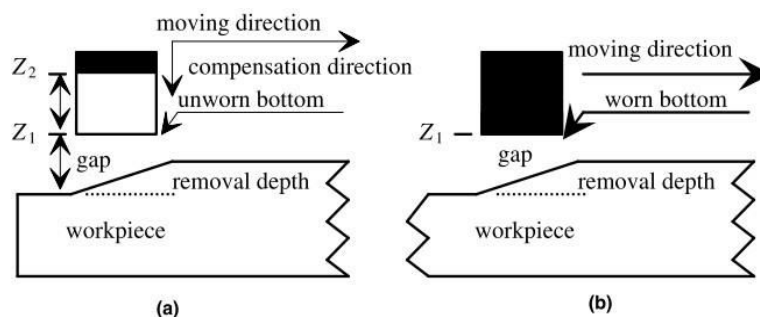 moving direction
Z2
compensation direction
unworn bottom
Z1
gap
removal depth
workpiece
(a)
moving direction
worn bottom
Z1
gap
removal depth
workpiece
(b)